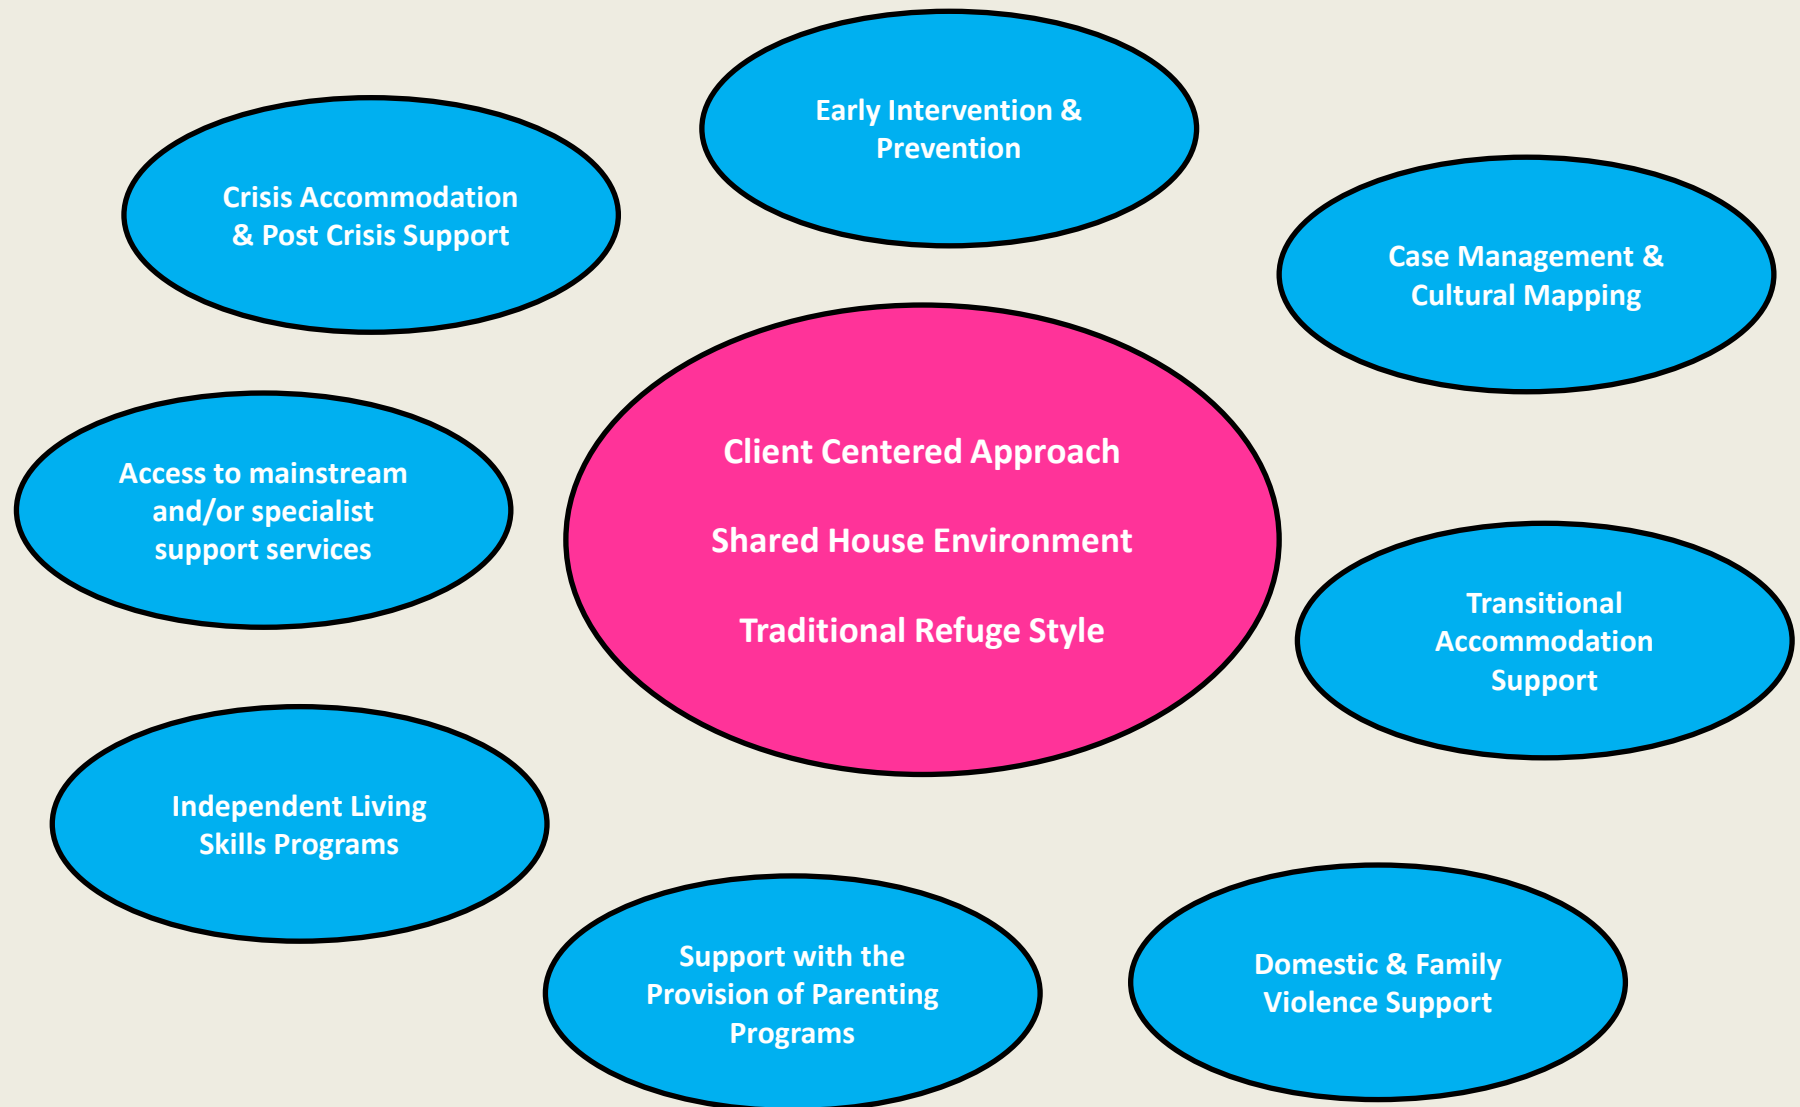 Early Intervention &
Prevention
Crisis Accommodation
& Post Crisis Support
Case Management &
Cultural Mapping
Client Centered Approach
Shared House Environment
Traditional Refuge Style
Access to mainstream
and/or specialist
support services
Transitional
Accommodation
Support
Independent Living
Skills Programs
Support with the
Provision of Parenting
Programs
Domestic & Family
Violence Support